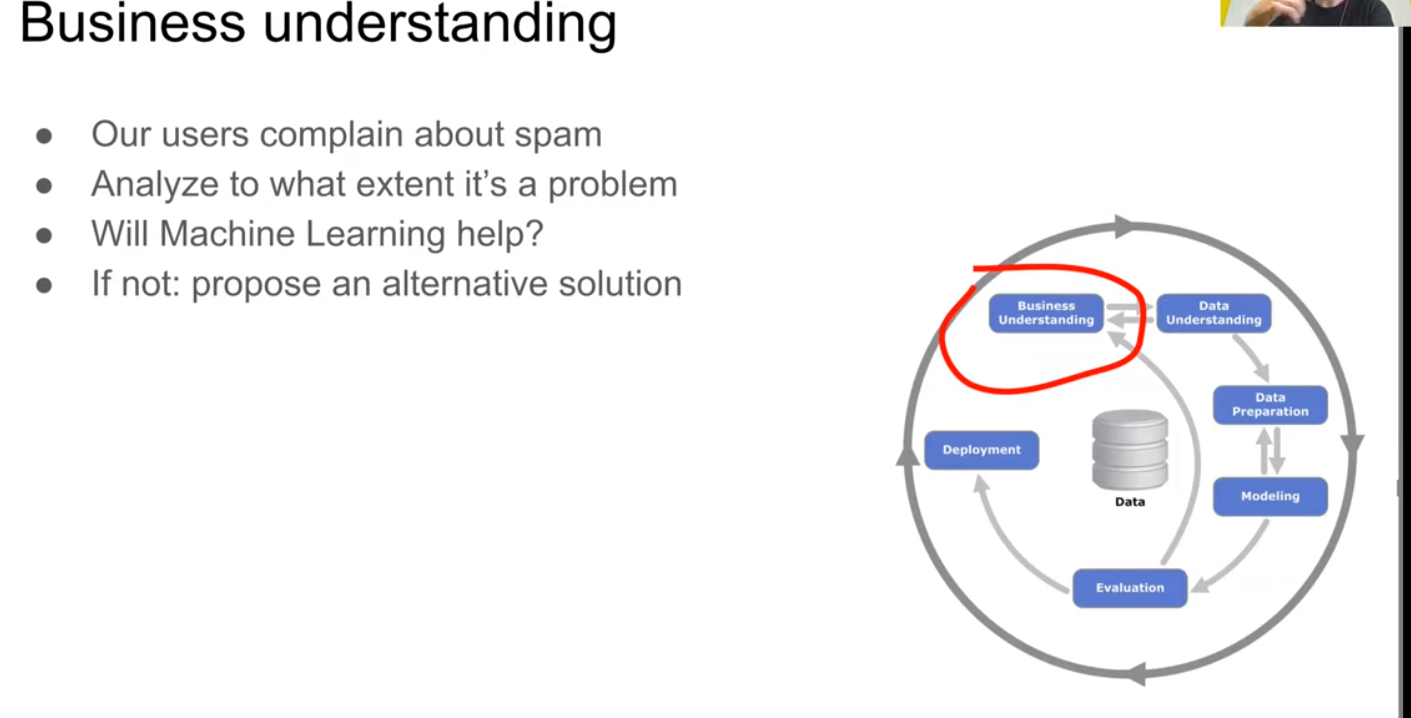 Business understanding
● Our users complain about spam
● Analyze to what extent it’s a problem
● Will Machine Learning help?
● If not: propose an alternative solution
Business
Understanding
Data
Understanding
Data
Preparation
Deployment
Data
Modeling
Evaluation